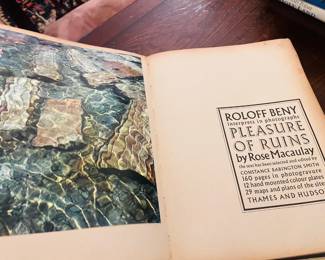 ROLOFF BENY
interprets in photographs
PLEASURE
OF RUINS
by Rose Macaulay
the text has been selected and edited by
CONSTANCE BABINGTON SMITH
160 pages in photogravure
12 hand mounted colour plates
29 maps and plans of the site
THAMES AND HUDSO